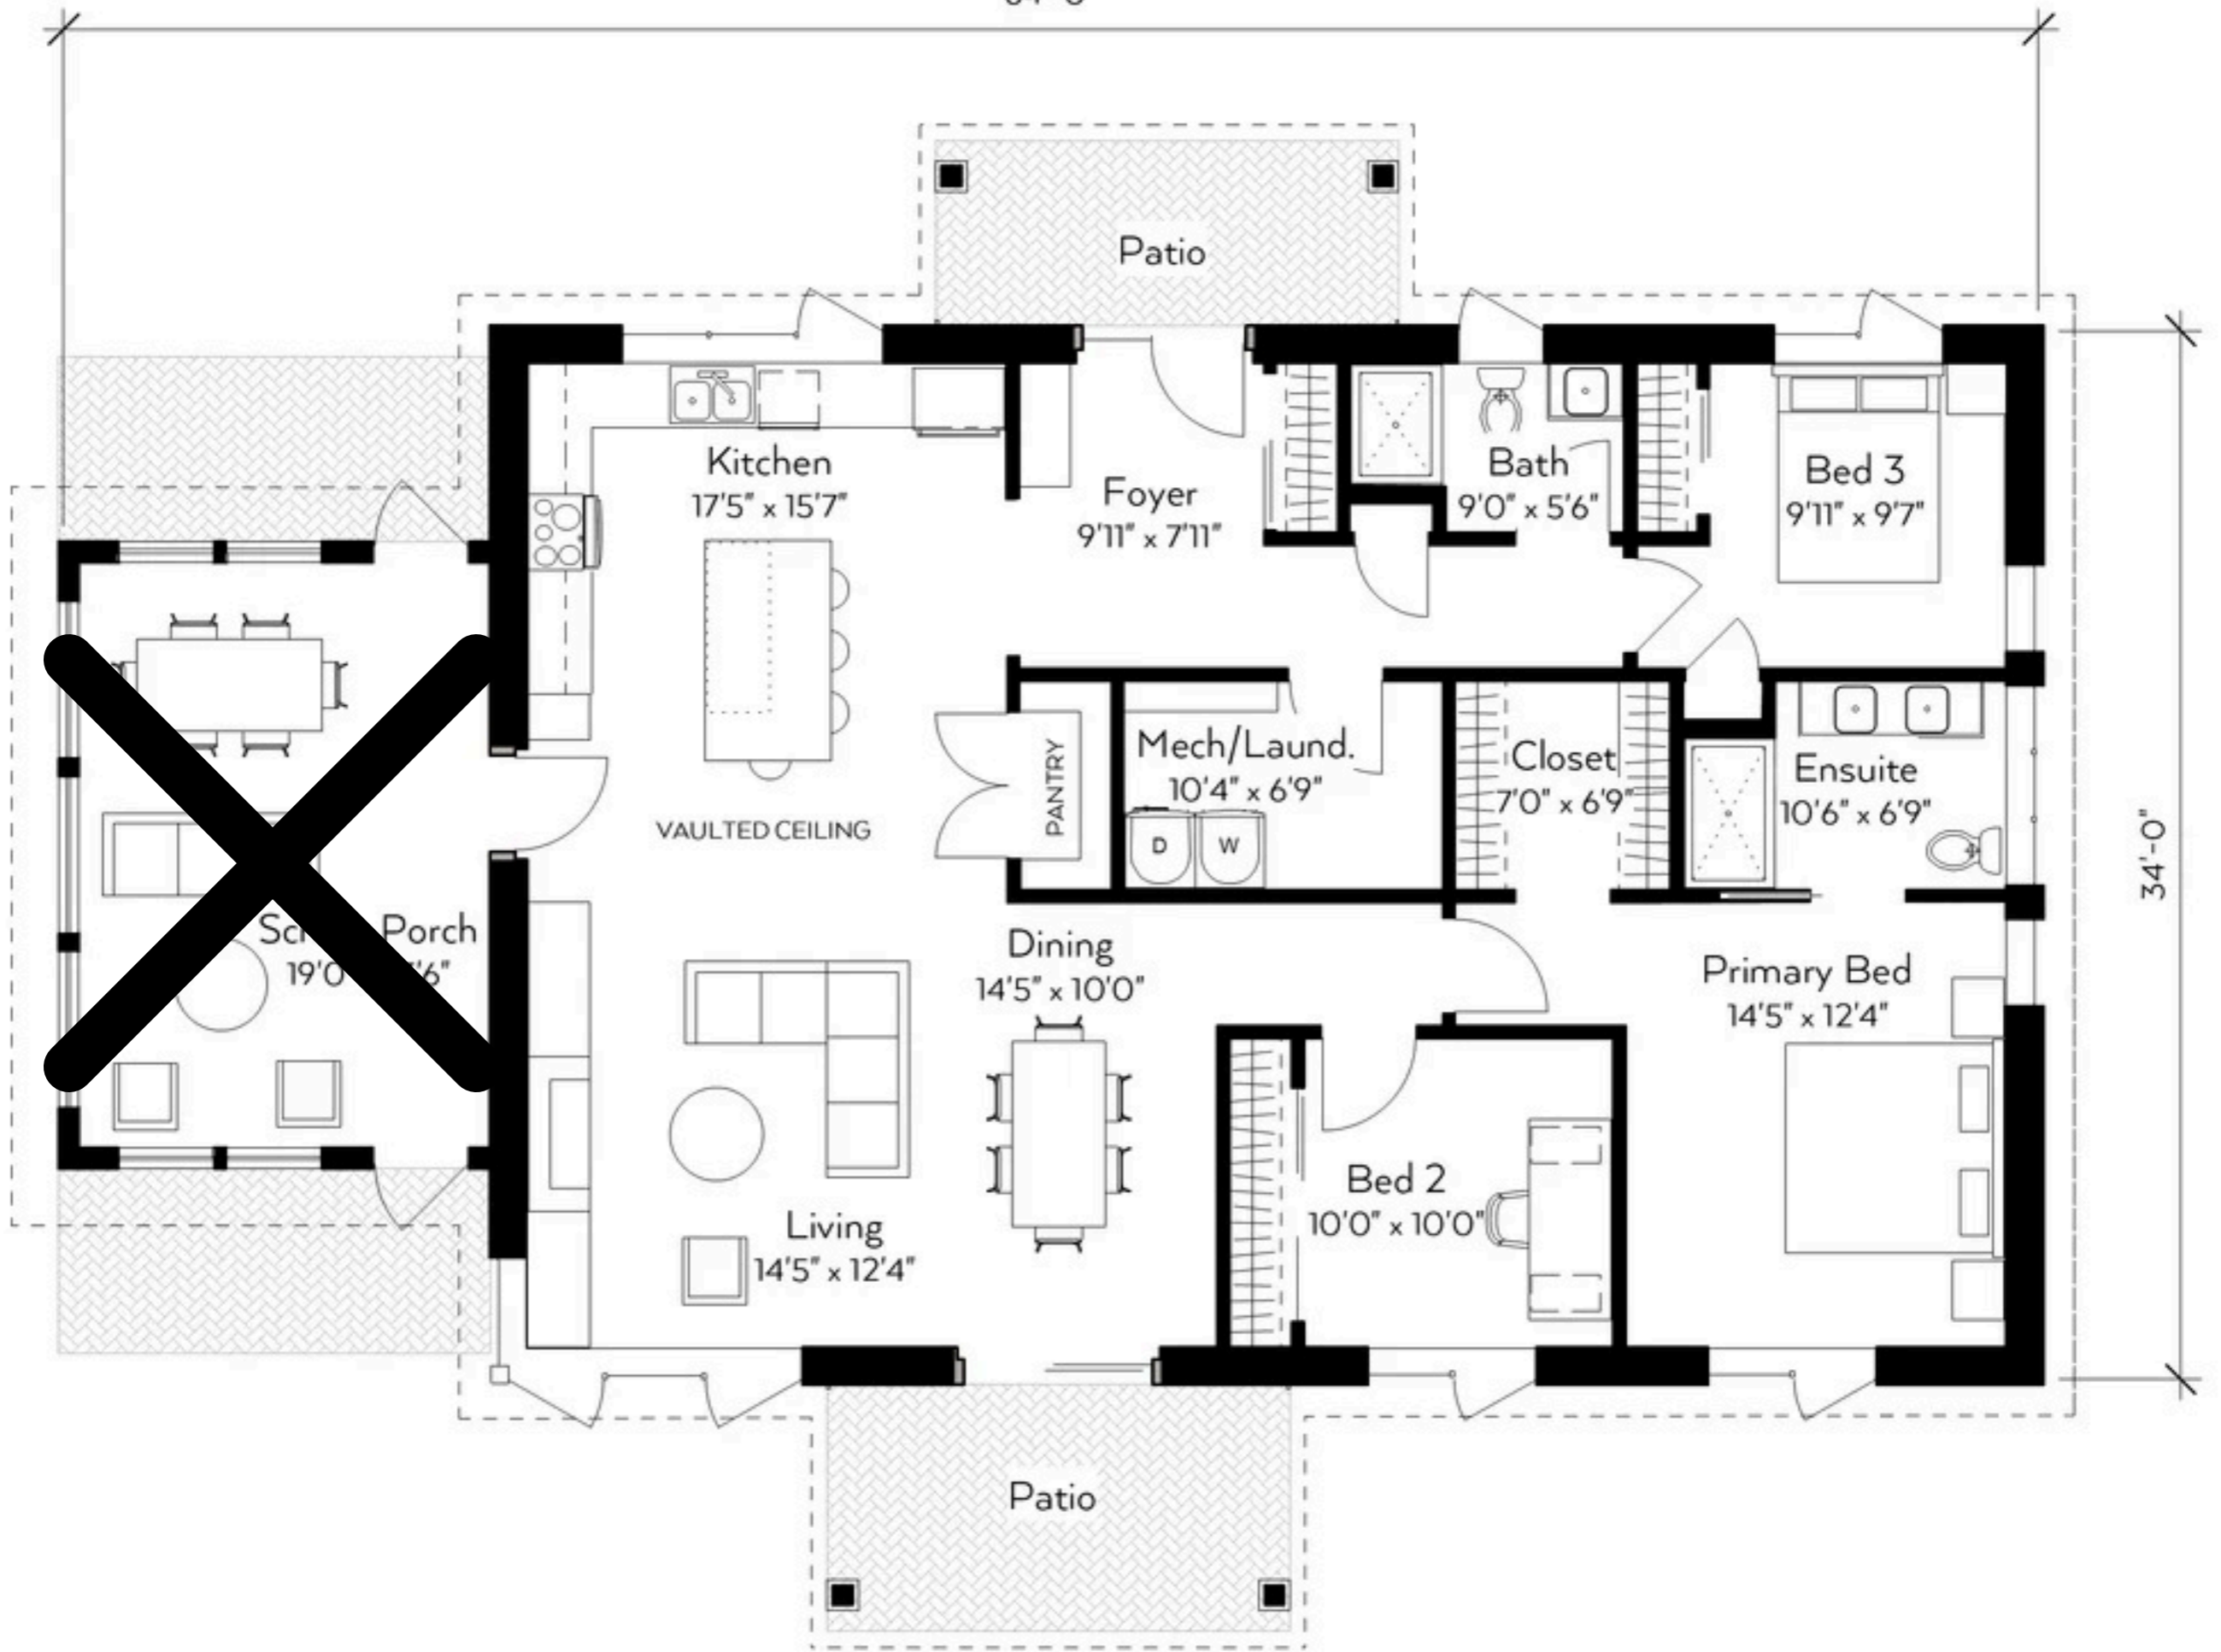 Patio
Kitchen
17'5" x 15'7"
Foyer
9'11" x 7'11"
Bath
9'0" x 5'6"
Bed 3
9'11" x 9'7"
VAULTED CEILING
PANTRY
Mech/Laund.
10'4" x 6'9"
D
W
Closet
7'0" x 6'9"
Ensuite
10'6" x 6'9"
34'-0"
Porch
19'0
Dining
14'5" x 10'0"
Primary Bed
14'5" x 12'4"
Living
14'5" x 12'4"
Bed 2
10'0" x 10'0"
Patio